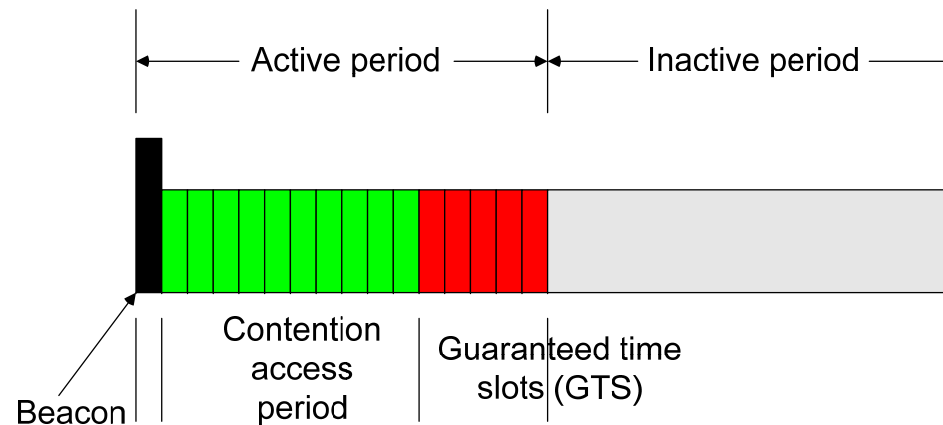 Active period
Inactive period
Contention
access
period
Guaranteed time
slots (GTS)
Beacon